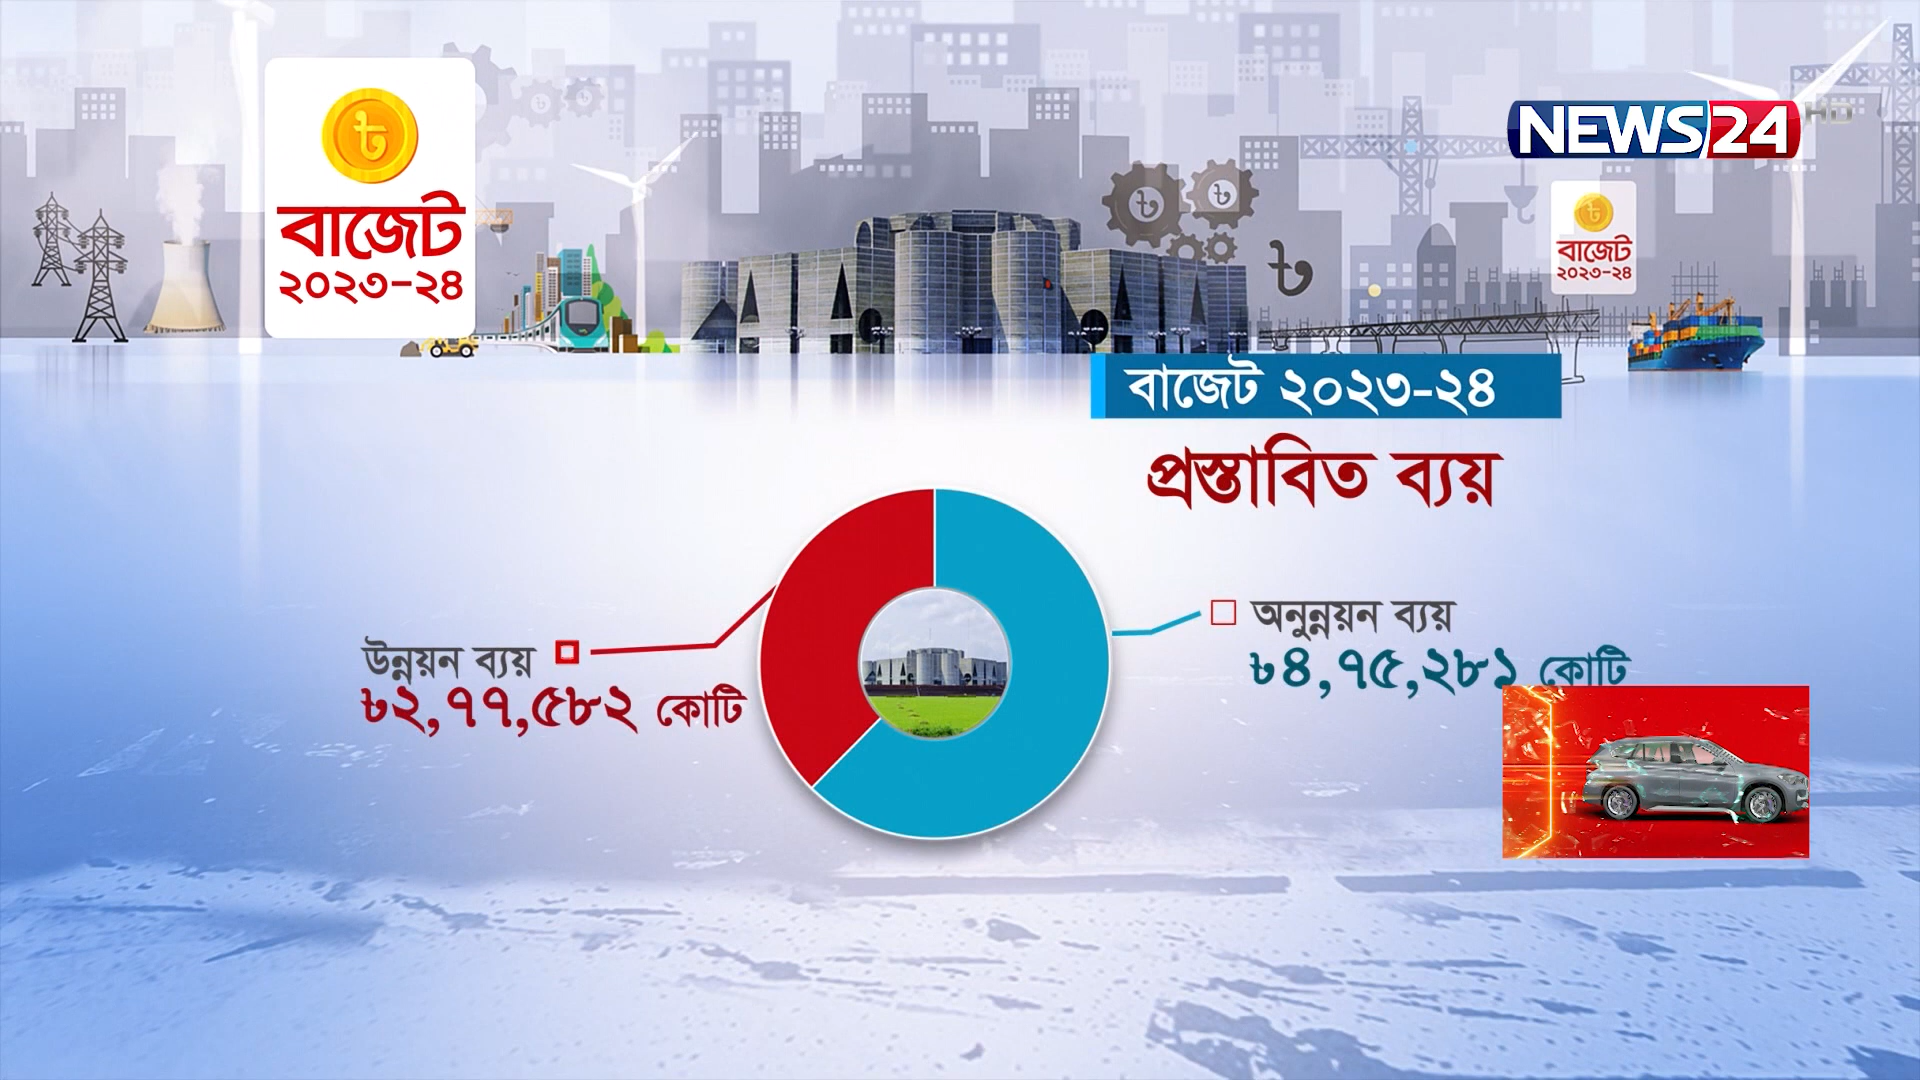 ৳
বাজেট
২০২৩-২৪
NEWS24 HD
৳
বাজেট
২০২৩-২৪
৳
৳
৳
বাজেট ২০২৩-২৪
প্রস্তাবিত ব্যয়
অনুন্নয়ন ব্যয়
৳৪,৭৫,২৮১ কোটি
উন্নয়ন ব্যয়
৳২,৭৭,৫৮২ কোটি